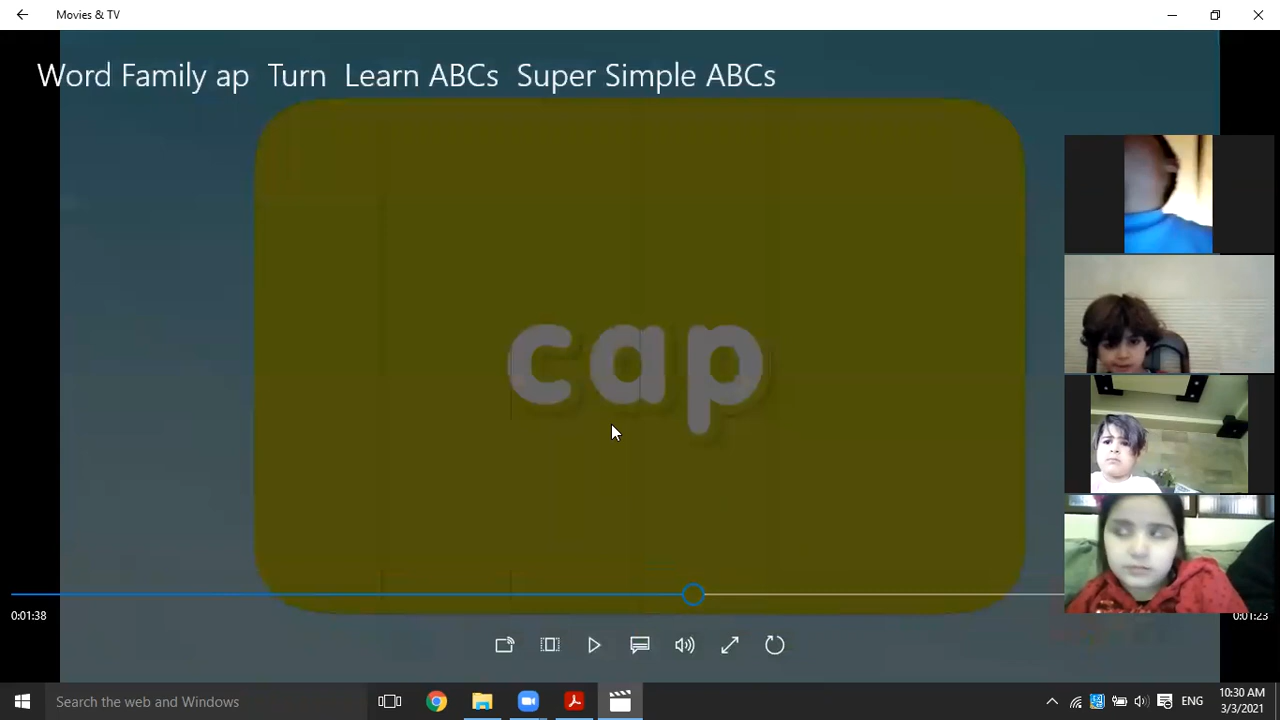 Movies & TV
Word Family ap Turn Learn ABCs Super Simple ABCs
cap
0:01:38
0:01:23
Search the web and Windows
ENG
10:30 AM
3/3/2021